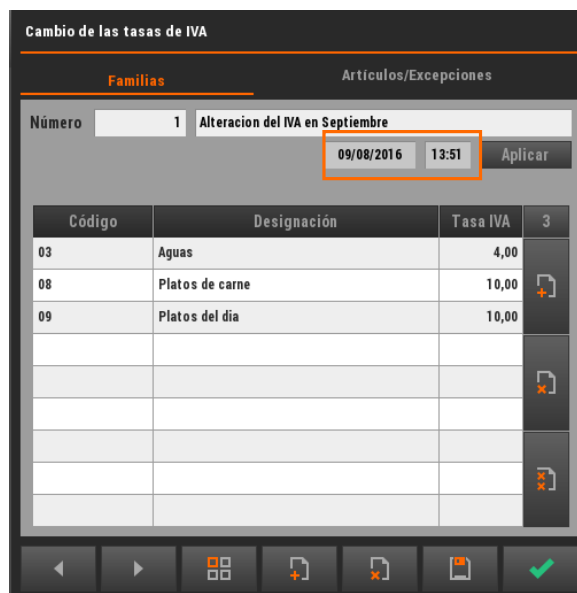 Cambio de las tasas de IVA
Familias
Artículos/Excepciones
Número 1 Alteracion del IVA en Septiembre
09/08/2016 13:51 Aplicar
Código Designación Tasa IVA 3
03 Aguas 4,00
08 Platos de carne 10,00
09 Platos del dia 10,00